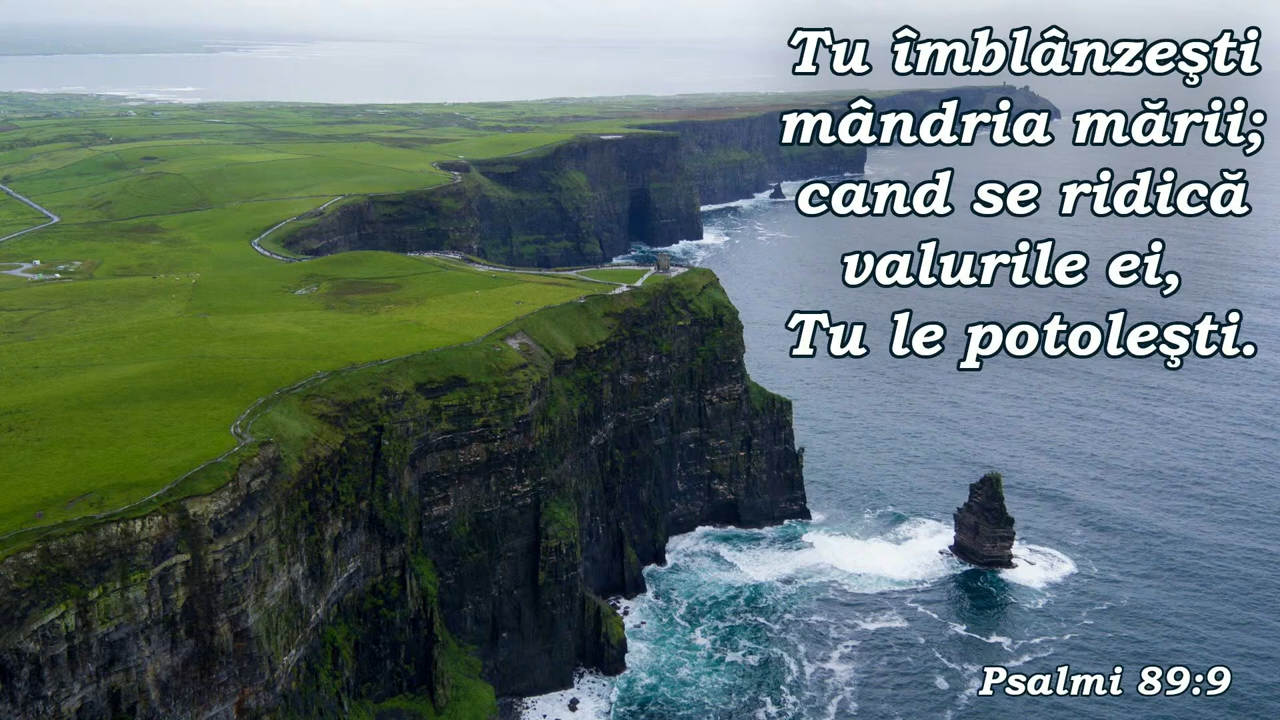 Tu îmblânzeşti
mândria mării;
cand se ridică
valurile ei,
Tu le potoleşti.
Psalmi 89:9